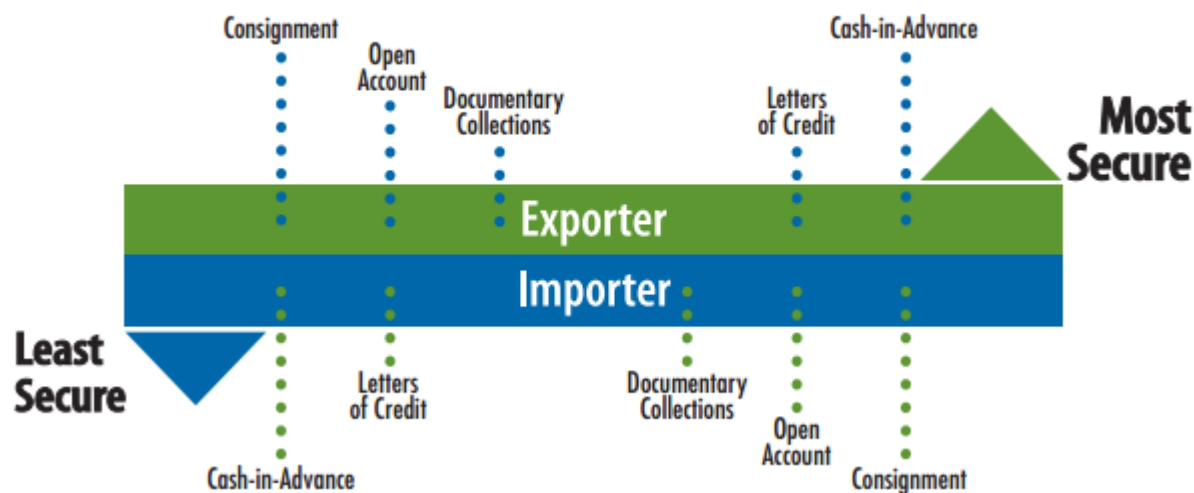 Consignment
Cash-in-Advance
Open
Account
Documentary
Collections
Letters
of Credit
Most
Secure
Exporter
Importer
Least
Secure
Letters
of Credit
Documentary
Collections
Open
Account
Cash-in-Advance
Consignment